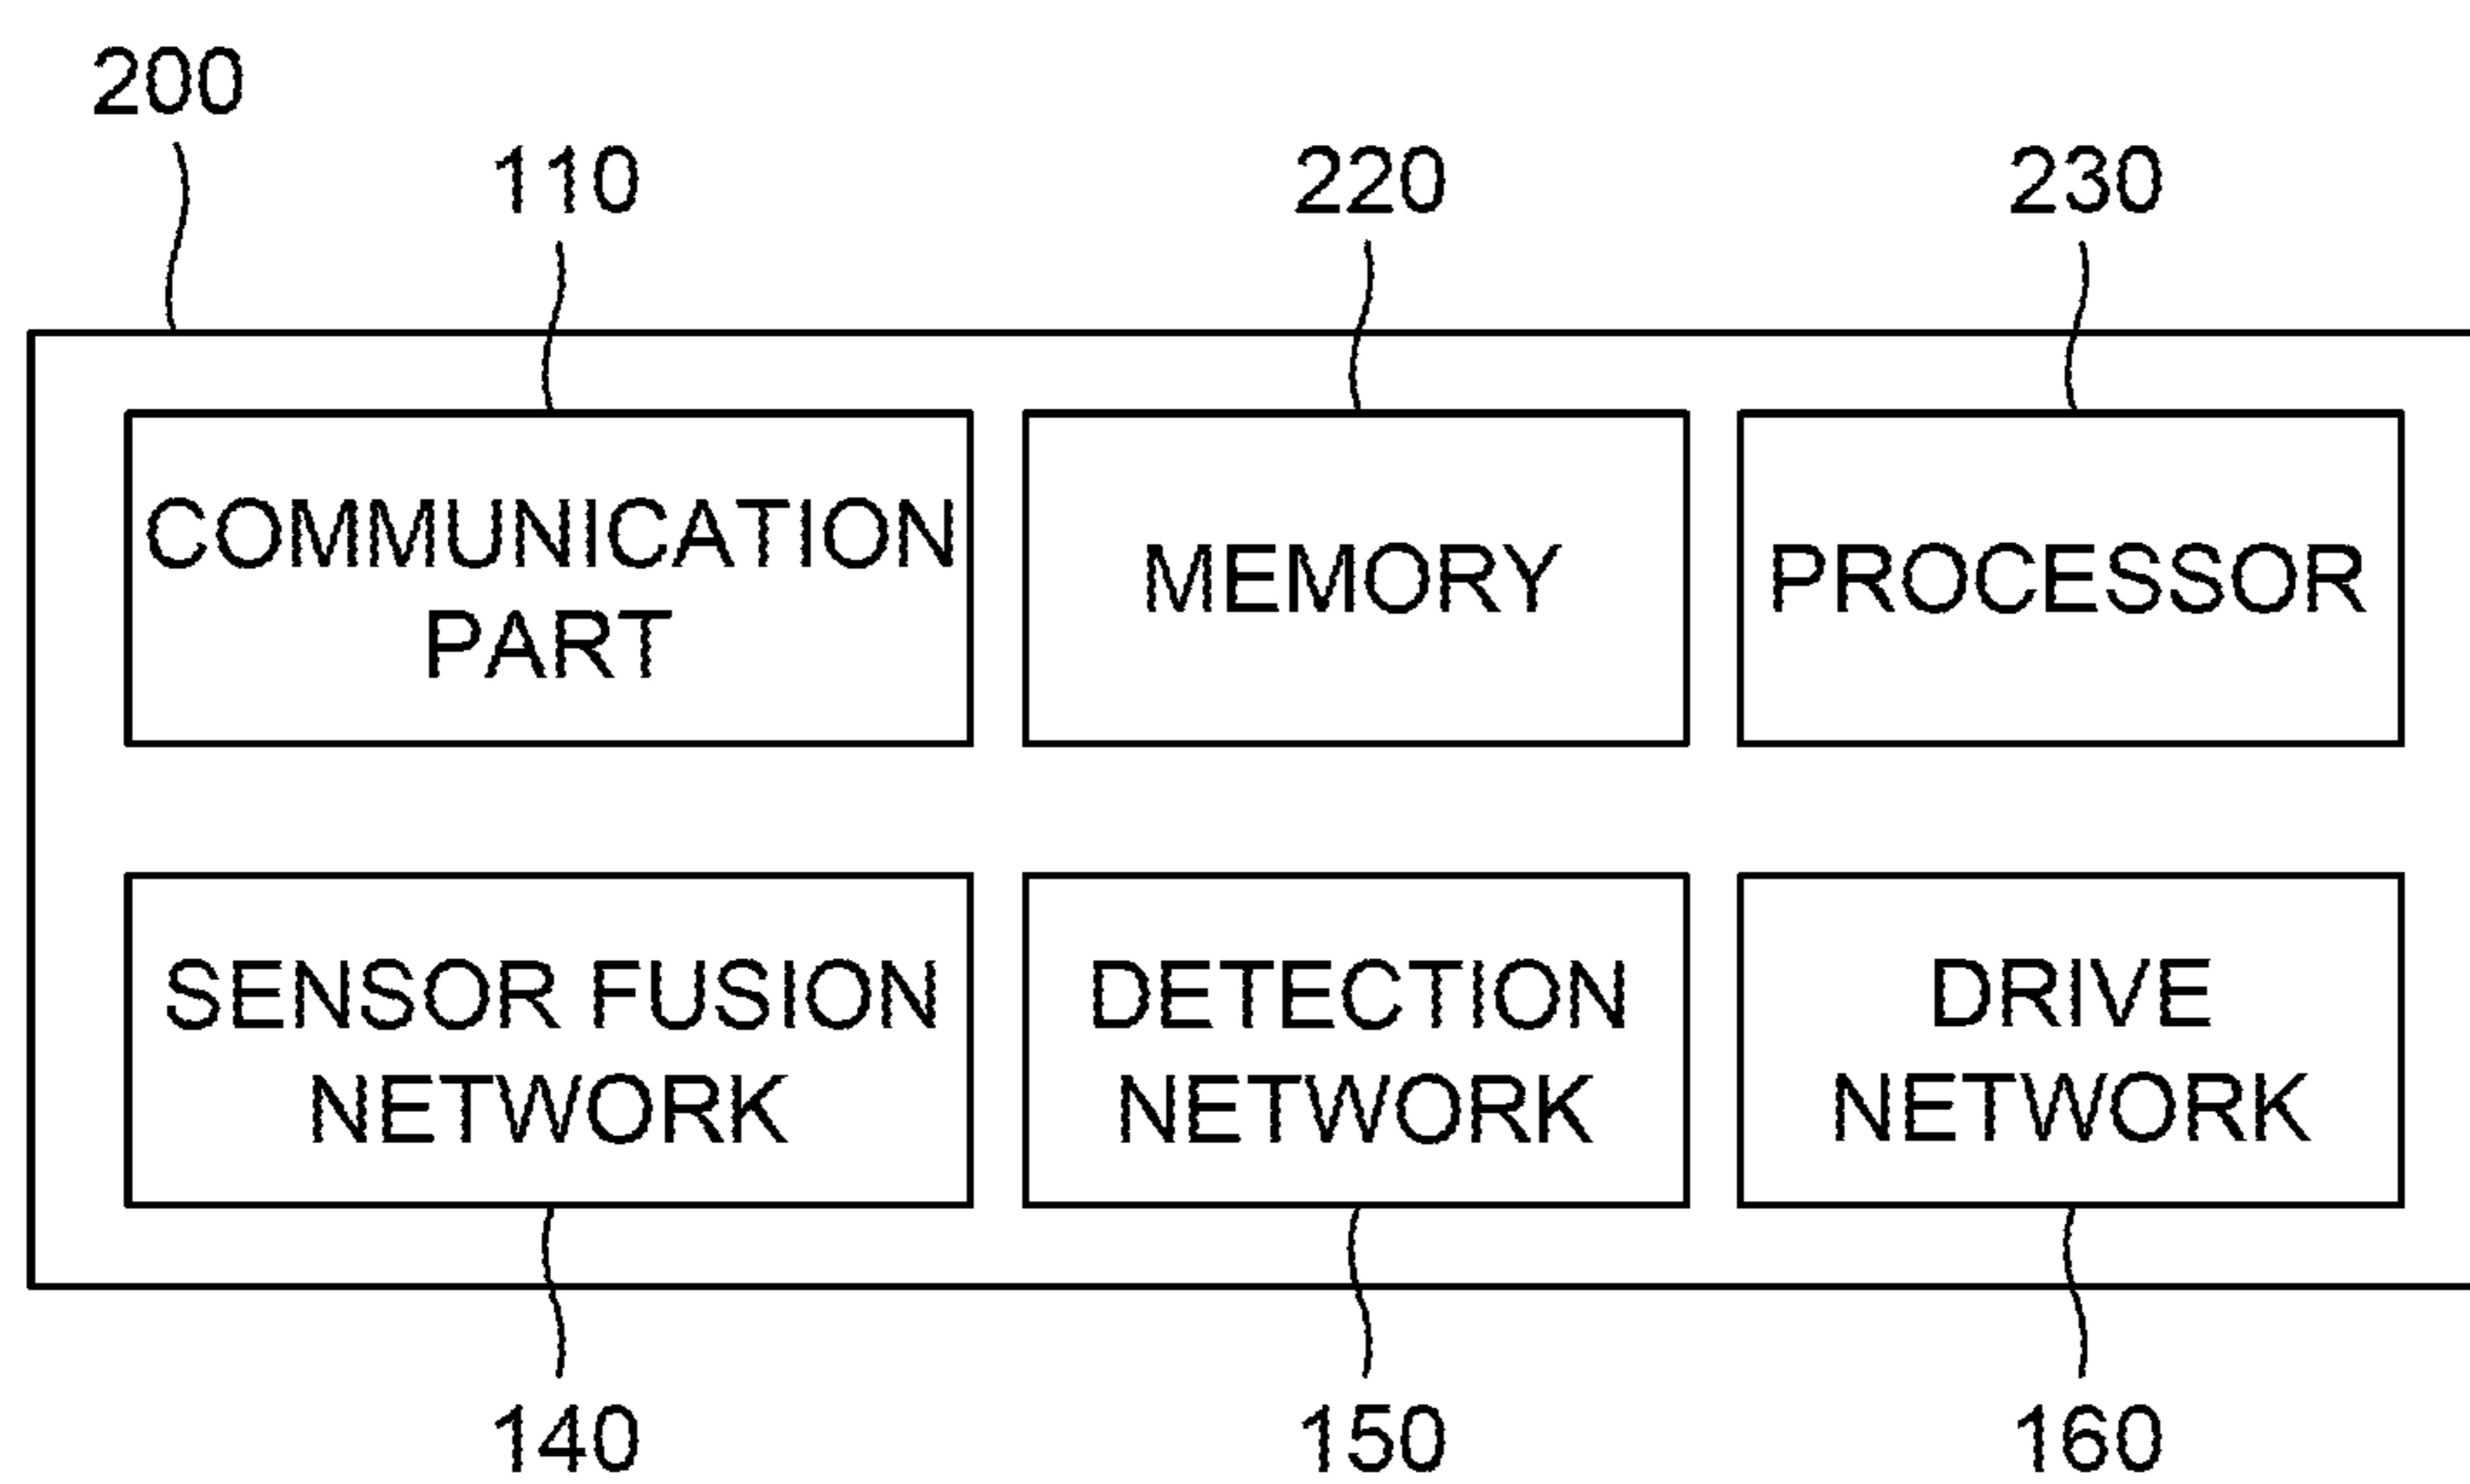 200
110
220
230
COMMUNICATION
PART
MEMORY
PROCESSOR
SENSOR FUSION
NETWORK
DETECTION
NETWORK
DRIVE
NETWORK
140
150
160